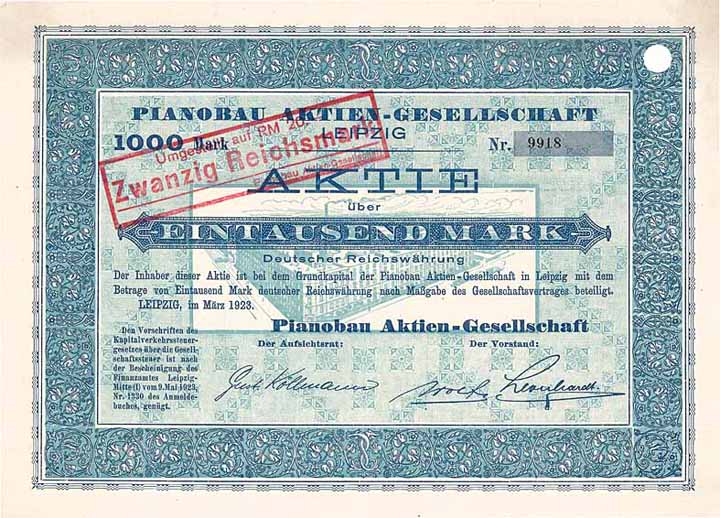 PIANOBAU AKTIEN-GESELLSCHAFT
LEIPZIG
1000 Mark
Nr. 9918
Umgestellt auf RM 20.
Zwanzig Reichsmark
AKTIE
über
EINTAUSEND MARK
Deutscher Reichswährung
Der Inhaber dieser Aktie ist bei dem Grundkapital der Pianobau Aktien-Gesellschaft in Leipzig mit dem
Betrage von Eintausend Mark deutscher Reichswährung nach Maßgabe des Gesellschaftsvertrages beteiligt.
LEIPZIG, im März 1923.
Pianobau Aktien-Gesellschaft
Der Aufsichtsrat:
Der Vorstand:
Den Vorschriften des
Kapitalverkehrssteuer-
gesetzes über die Gesell-
schaftssteuer ist nach
der Bescheinigung des
Finanzamtes Leipzig-
Mitte (I) vom 9. Mai 1923,
Nr. 1330 des Anmelde-
buches, genügt.
Kollmann
Leonhardt